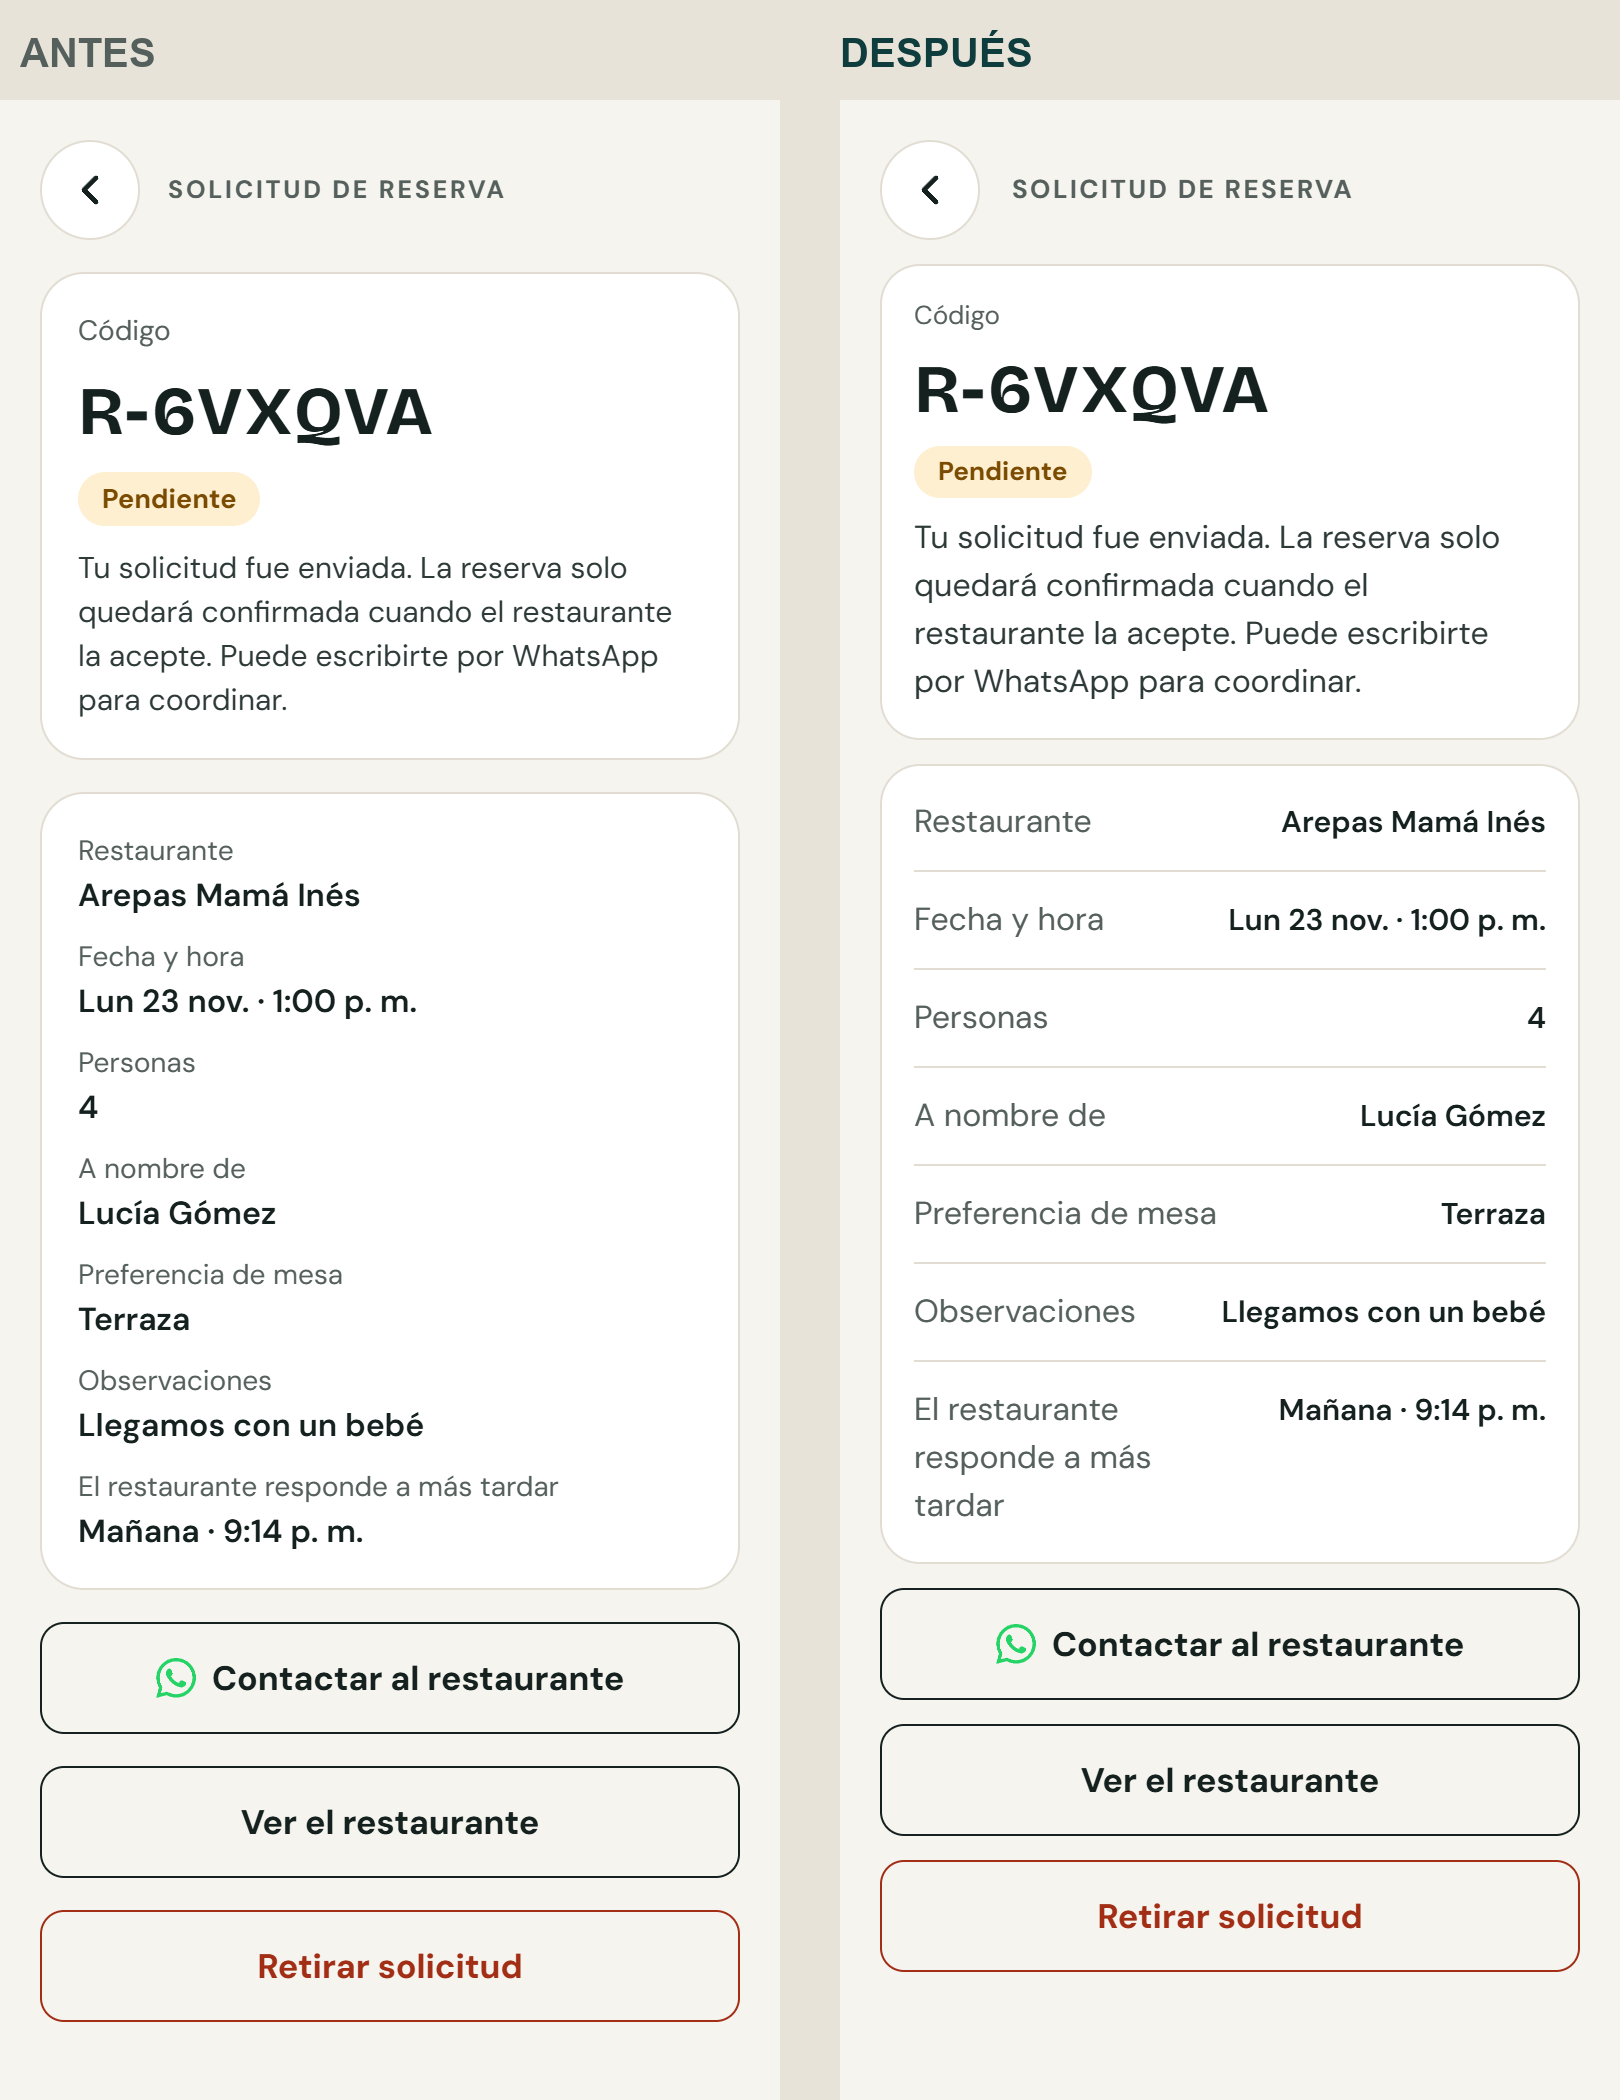 ANTES
SOLICITUD DE RESERVA
Código
R-6VXQVA
Pendiente
Tu solicitud fue enviada. La reserva solo
quedará confirmada cuando el restaurante
la acepte. Puede escribirte por WhatsApp
para coordinar.
Restaurante
Arepas Mamá Inés
Fecha y hora
Lun 23 nov. · 1:00 p. m.
Personas
4
A nombre de
Lucía Gómez
Preferencia de mesa
Terraza
Observaciones
Llegamos con un bebé
El restaurante responde a más tardar
Mañana · 9:14 p. m.
Contactar al restaurante
Ver el restaurante
Retirar solicitud
DESPUÉS
SOLICITUD DE RESERVA
Código
R-6VXQVA
Pendiente
Tu solicitud fue enviada. La reserva solo
quedará confirmada cuando el
restaurante la acepte. Puede escribirte
por WhatsApp para coordinar.
Restaurante Arepas Mamá Inés
Fecha y hora Lun 23 nov. · 1:00 p. m.
Personas 4
A nombre de Lucía Gómez
Preferencia de mesa Terraza
Observaciones Llegamos con un bebé
El restaurante Mañana · 9:14 p. m.
responde a más
tardar
Contactar al restaurante
Ver el restaurante
Retirar solicitud